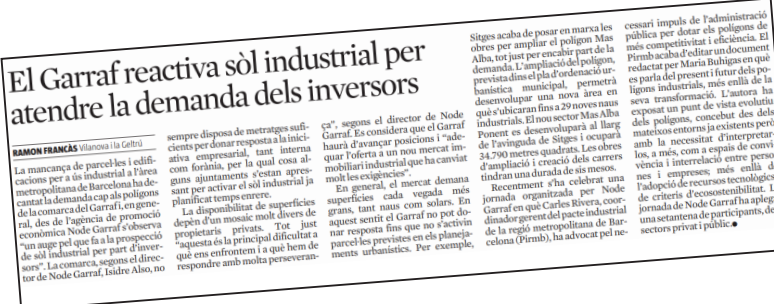 El Garraf reactiva sòl industrial per
atendre la demanda dels inversors
RAMON FRANCÀS Vilanova i la Geltrú
La mancança de parcel·les i edifi-
cacions per a ús industrial a l'àrea
metropolitana de Barcelona ha de-
cantat la demanda cap als polígons
de la comarca del Garraf i, en gene-
ral, des de l'agència de promoció
econòmica Node Garraf s'observa
"un auge pel que fa a la prospecció
de sòl industrial per part d'inver-
sors". La comarca, segons el direc-
tor de Node Garraf, Isidre Also, no
sempre disposa de metratges sufi-
cients per donar resposta a la inici-
ativa empresarial, tant interna
com forània, per la qual cosa al-
guns ajuntaments s'estan apres-
sant per activar el sòl industrial ja
planificat temps enrere.
La disponibilitat de superfícies
depèn d'un mosaic molt divers de
propietaris privats. Tot just
"aquesta és la principal dificultat a
què ens enfrontem i a què hem de
respondre amb molta perseveran-
ça", segons el director de Node
Garraf. Es considera que el Garraf
haurà d'avançar posicions i "ade-
quar l'oferta a un nou mercat im-
mobiliari industrial que ha canviat
molt les exigències".
En general, el mercat demana
superfícies cada vegada més
grans, tant naus com solars. En
aquest sentit el Garraf no pot do-
nar resposta fins que no s'activin
parcel·les previstes en els planeja-
ments urbanístics. Per exemple,
Sitges acaba de posar en marxa les
obres per ampliar el polígon Mas
Alba, tot just per encabir part de la
demanda. L'ampliació del polígon,
prevista dins el pla d'ordenació ur-
banística municipal, permetrà
desenvolupar una nova àrea en
què s'ubicaran fins a 29 noves naus
industrials. El nou sector Mas Alba
Ponent es desenvoluparà al llarg
de l'avinguda de Sitges i ocuparà
34.790 metres quadrats. Les obres
d'ampliació i creació dels carrers
tindran una durada de sis mesos.
Recentment s'ha celebrat una
jornada organitzada per Node
Garraf en què Carles Rivera, coor-
dinador gerent del pacte industrial
de la regió metropolitana de Bar-
celona (Pirmb), ha advocat pel ne-
cessari impuls de l'administració
pública per dotar els polígons de
més competitivitat i eficiència. El
Pirmb acaba d'editar un document
redactat per Maria Buhigas en què
es parla del present i futur dels po-
lígons industrials, més enllà de la
seva transformació. L'autora ha
exposat un punt de vista evolutiu
dels polígons, concebut des dels
mateixos entorns ja existents però
amb la necessitat d'interpretar-
los, a més, com a espais de convi-
vència i interrelació entre perso-
nes i empreses; més enllà de
l'adopció de recursos tecnològics
de criteris d'ecosostenibilitat. L
jornada de Node Garraf ha aplega
una setantena de participants, de
sectors privat i públic.●